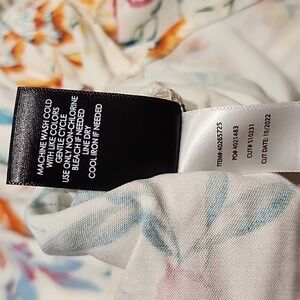 MACHINE WASH COLD
WITH LIKE COLORS
GENTLE CYCLE
USE ONLY NON-CHLORINE
BLEACH IF NEEDED
LINE DRY
COOL IRON IF NEEDED
ITEM# 40265725
PO# 4021483
CUT# 510231
CUT DATE: 10/2022